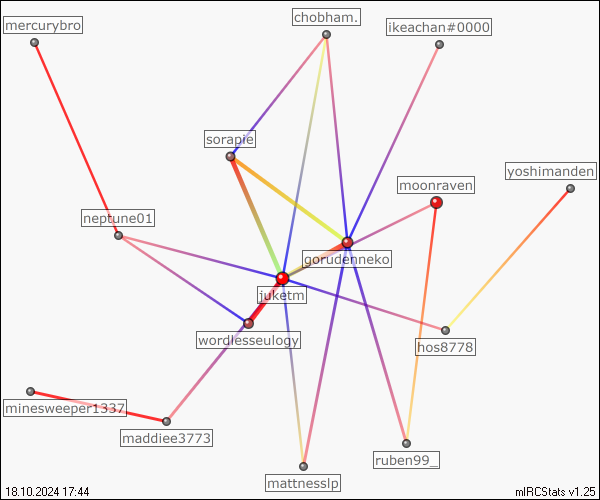 chobham.
mercurybro
ikeachan#0000
sorapie
yoshimanden
moonraven
neptune01
gorudenneko
juketm
wordlesseulogy
hos8778
minesweeper1337
maddiee3773
ruben99_
mattnesslp
18.10.2024 17:44
mIRCStats v1.25